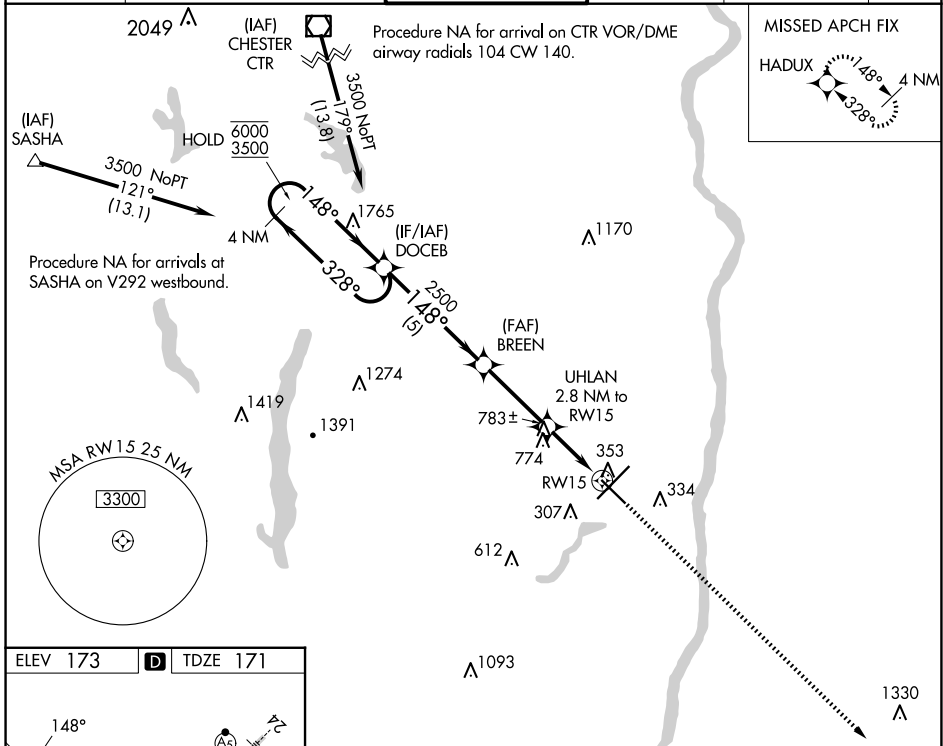 2049
(IAF)
CHESTER
CTR
Procedure NA for arrival on CTR VOR/DME
airway radials 104 CW 140.
MISSED APCH FIX
HADUX
148°
328°
4 NM
3500 NoPT
179°
(13.8)
(IAF)
SASHA
HOLD
6000
3500
3500 NoPT
121°
(13.1)
148°
1765
4 NM
328°
(IF/IAF)
DOCEB
1170
Procedure NA for arrivals at
SASHA on V292 westbound.
2500
148°
(5)
(FAF)
BREEN
1274
1419
1391
UHLAN
2.8 NM to
RW15
783±
774
353
RW15
334
307
612
MSA RW15 25 NM
3300
1093
1330
ELEV 173
D
TDZE 171
148°
A5
24